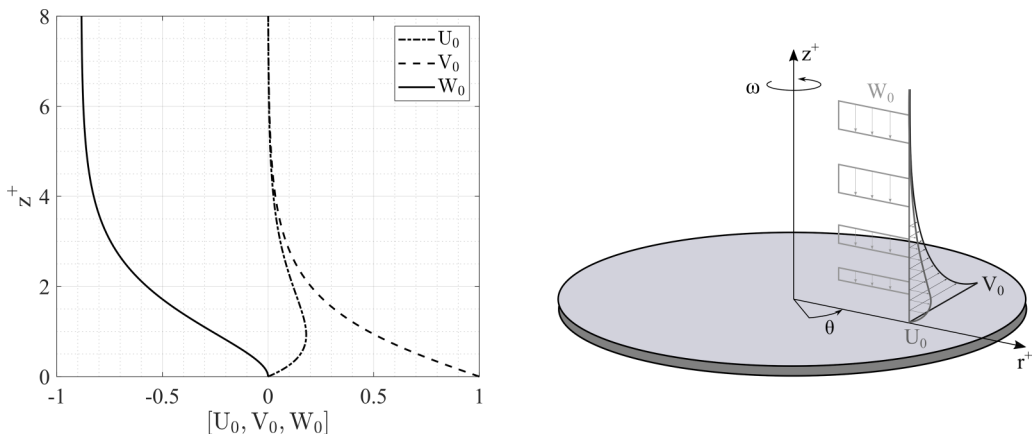 8
6
4
2
0
z⁺
-1 -0.5 0 0.5 1
[U₀, V₀, W₀]
U₀
V₀
W₀
z⁺
ω
W₀
V₀
θ
U₀
r⁺